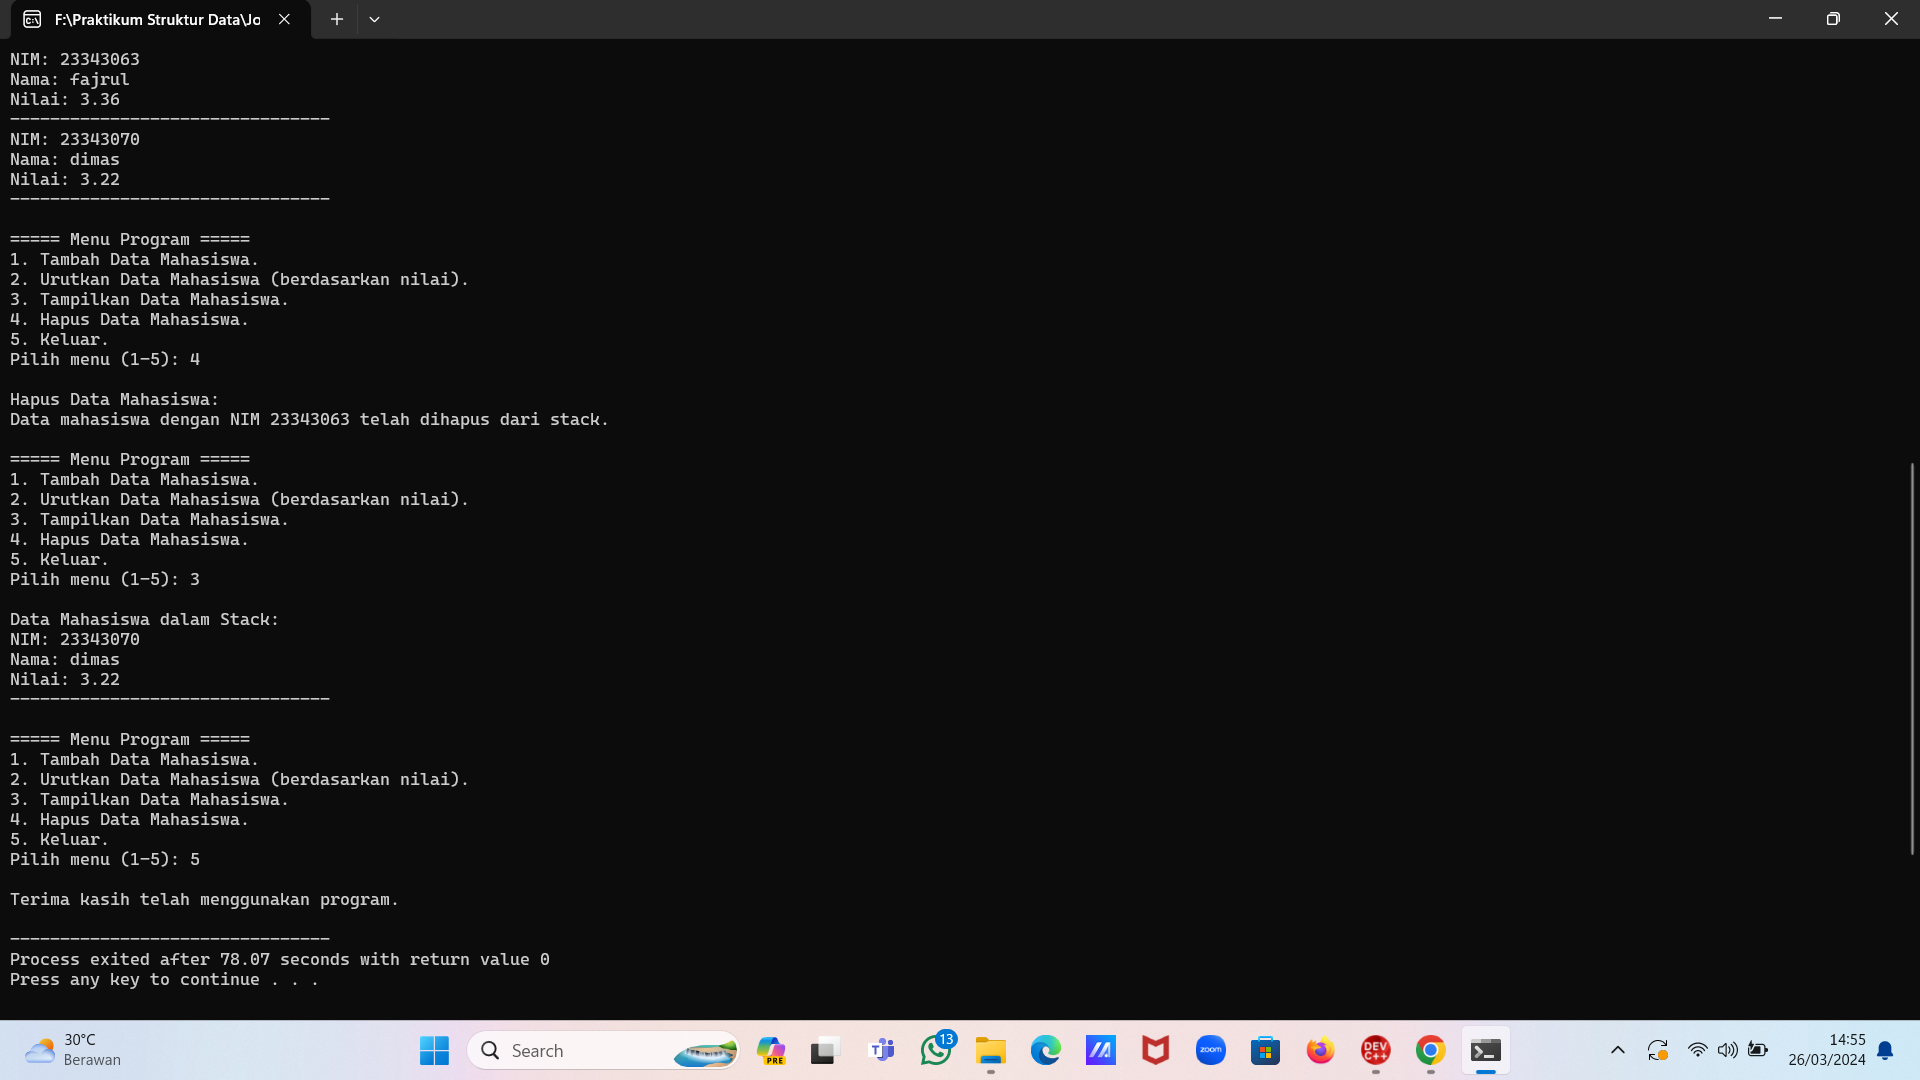 F:\Praktikum Struktur Data\Jo
NIM: 23343063
Nama: fajrul
Nilai: 3.36
--------------------------------
NIM: 23343070
Nama: dimas
Nilai: 3.22
--------------------------------
===== Menu Program =====
1. Tambah Data Mahasiswa.
2. Urutkan Data Mahasiswa (berdasarkan nilai).
3. Tampilkan Data Mahasiswa.
4. Hapus Data Mahasiswa.
5. Keluar.
Pilih menu (1-5): 4
Hapus Data Mahasiswa:
Data mahasiswa dengan NIM 23343063 telah dihapus dari stack.
===== Menu Program =====
1. Tambah Data Mahasiswa.
2. Urutkan Data Mahasiswa (berdasarkan nilai).
3. Tampilkan Data Mahasiswa.
4. Hapus Data Mahasiswa.
5. Keluar.
Pilih menu (1-5): 3
Data Mahasiswa dalam Stack:
NIM: 23343070
Nama: dimas
Nilai: 3.22
--------------------------------
===== Menu Program =====
1. Tambah Data Mahasiswa.
2. Urutkan Data Mahasiswa (berdasarkan nilai).
3. Tampilkan Data Mahasiswa.
4. Hapus Data Mahasiswa.
5. Keluar.
Pilih menu (1-5): 5
Terima kasih telah menggunakan program.
--------------------------------
Process exited after 78.07 seconds with return value 0
Press any key to continue . . .
30°C
Berawan
Search
PRE
13
zoom
DEV
C++
14:55
26/03/2024